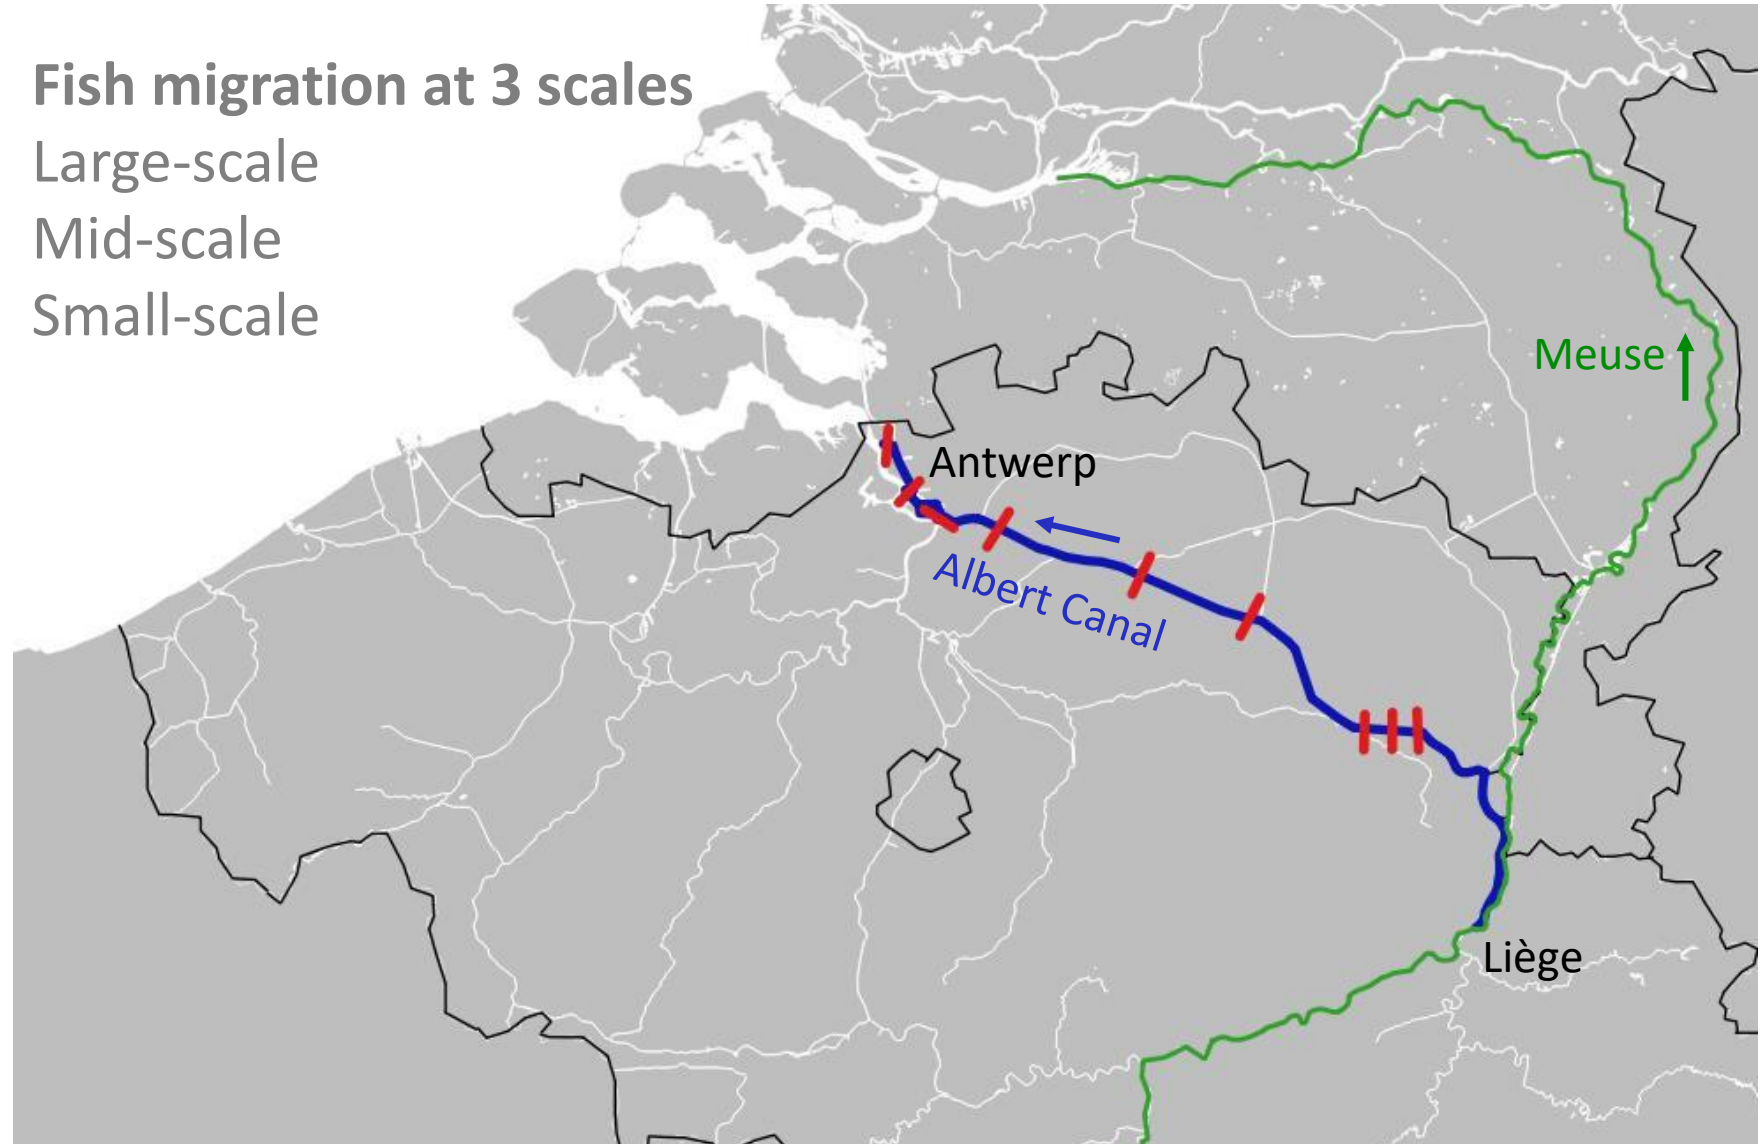 Fish migration at 3 scales
Large-scale
Mid-scale
Small-scale
Meuse
Antwerp
Albert Canal
Liège